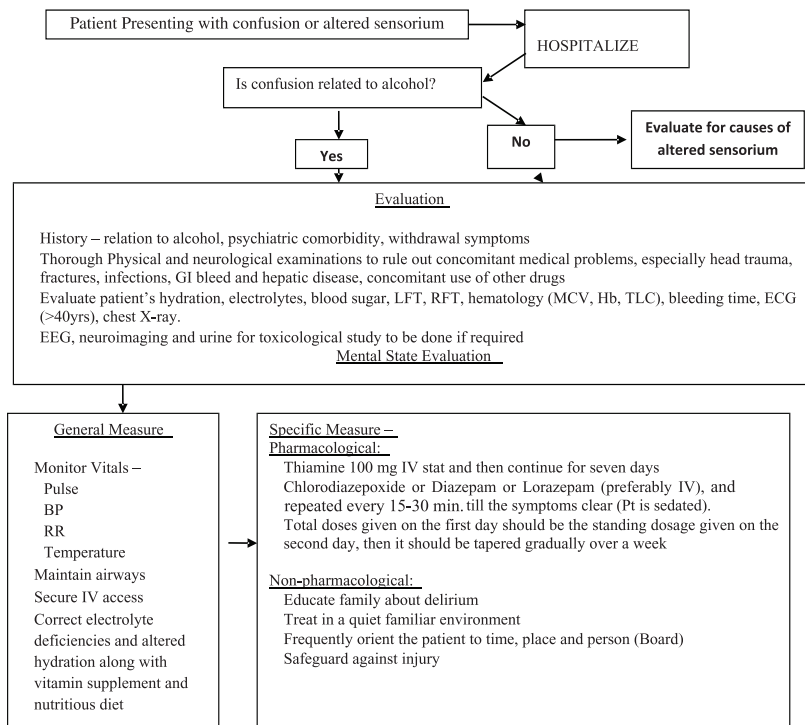 Patient Presenting with confusion or altered sensorium
HOSPITALIZE
Is confusion related to alcohol?
Yes
No
Evaluate for causes of
altered sensorium
Evaluation
History – relation to alcohol, psychiatric comorbidity, withdrawal symptoms
Thorough Physical and neurological examinations to rule out concomitant medical problems, especially head trauma,
fractures, infections, GI bleed and hepatic disease, concomitant use of other drugs
Evaluate patient's hydration, electrolytes, blood sugar, LFT, RFT, hematology (MCV, Hb, TLC), bleeding time, ECG
(>40yrs), chest X-ray.
EEG, neuroimaging and urine for toxicological study to be done if required
Mental State Evaluation
General Measure
Monitor Vitals –
Pulse
BP
RR
Temperature
Maintain airways
Secure IV access
Correct electrolyte
deficiencies and altered
hydration along with
vitamin supplement and
nutritious diet
Specific Measure –
Pharmacological:
Thiamine 100 mg IV stat and then continue for seven days
Chlorodiazepoxide or Diazepam or Lorazepam (preferably IV), and
repeated every 15-30 min. till the symptoms clear (Pt is sedated).
Total doses given on the first day should be the standing dosage given on the
second day, then it should be tapered gradually over a week
Non-pharmacological:
Educate family about delirium
Treat in a quiet familiar environment
Frequently orient the patient to time, place and person (Board)
Safeguard against injury